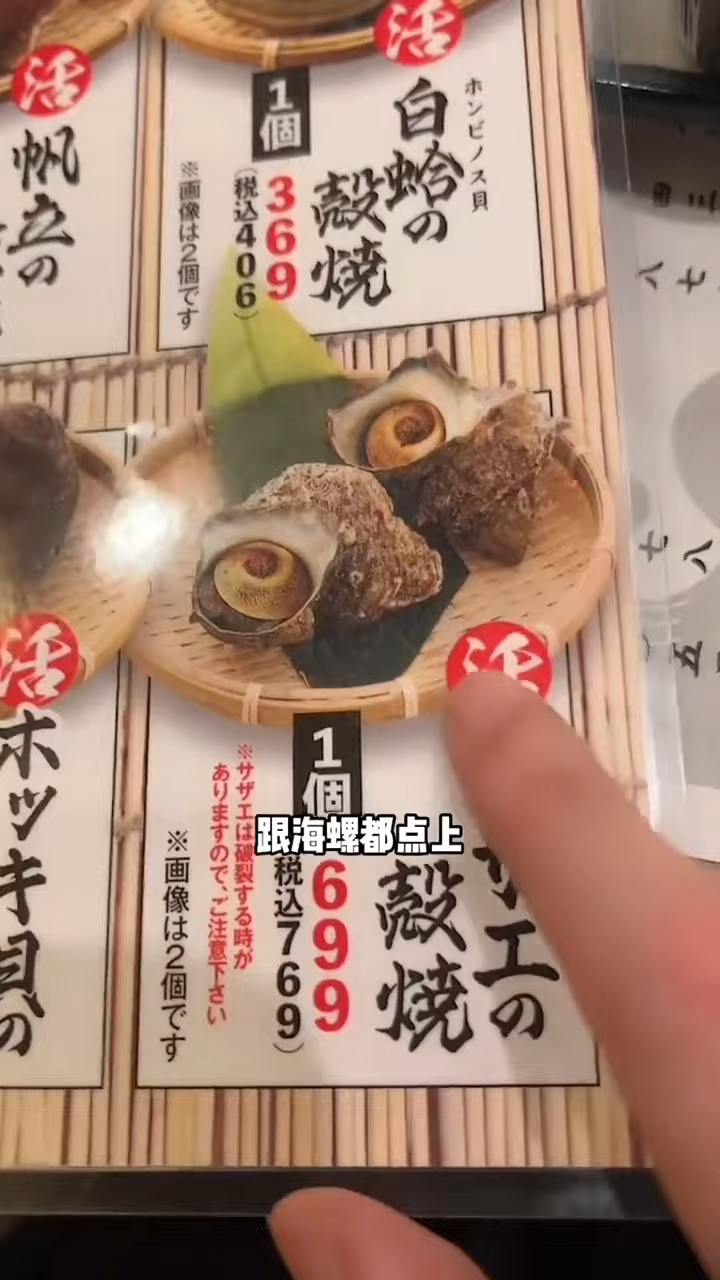 活
ホンビノス貝
白蛤の
殻焼
1個
369
(税込406)
※画像は2個です
活
帆立の
活
サザエの
殻焼
1個
699
税込769)
※サザエは破裂する時が
ありますので、ご注意下さい
※画像は2個です
活
ホッキ貝の
跟海螺都点上